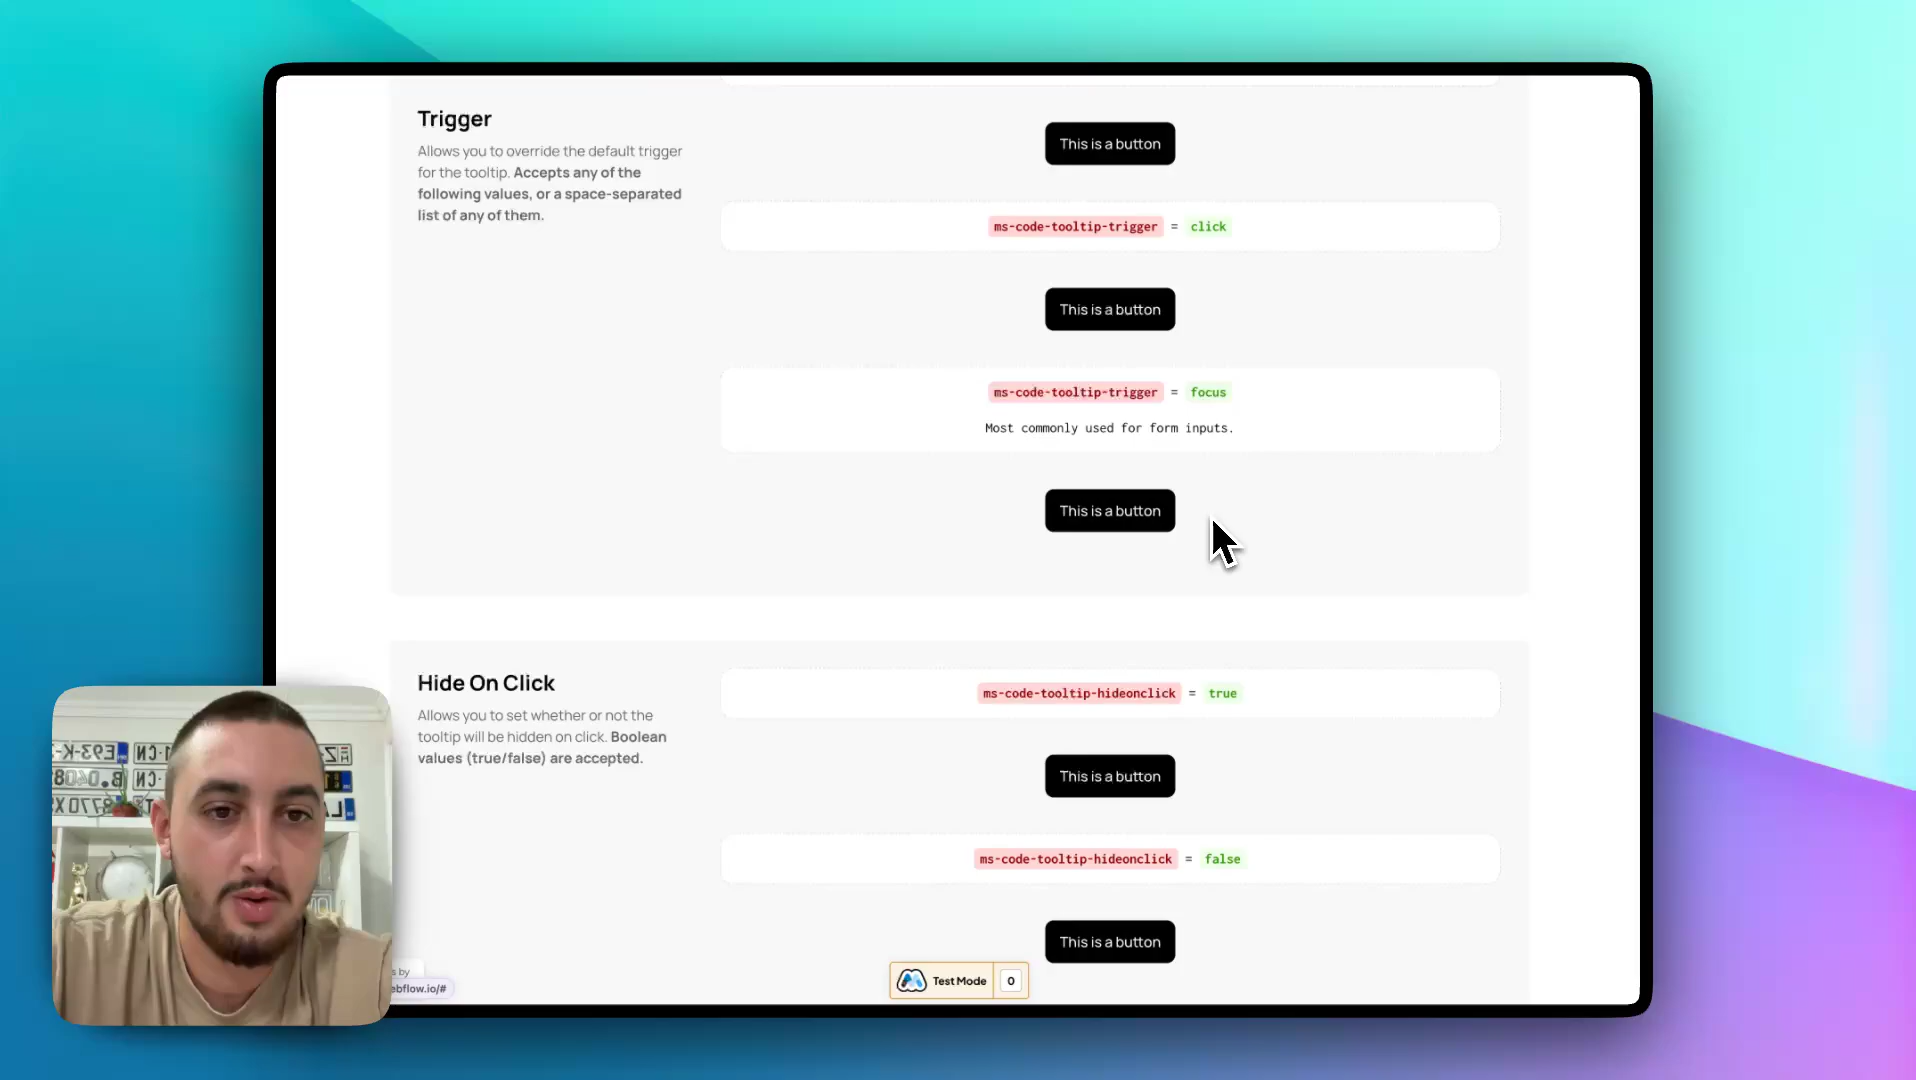 Trigger
Allows you to override the default trigger
for the tooltip. Accepts any of the
following values, or a space-separated
list of any of them.
This is a button
ms-code-tooltip-trigger = click
This is a button
ms-code-tooltip-trigger = focus
Most commonly used for form inputs.
This is a button
Hide On Click
Allows you to set whether or not the
tooltip will be hidden on click. Boolean
values (true/false) are accepted.
ms-code-tooltip-hideonclick = true
This is a button
ms-code-tooltip-hideonclick = false
This is a button
s by
ebflow.io/#
Test Mode 0